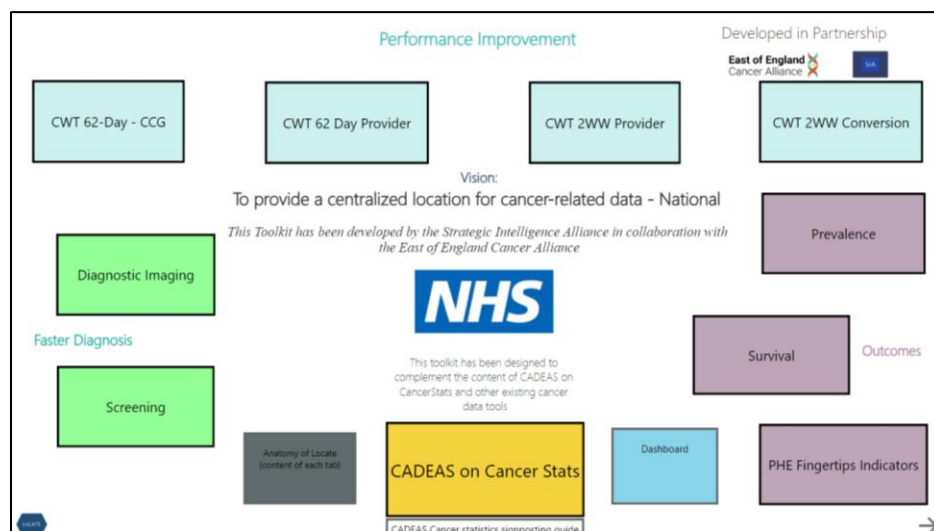 Performance Improvement
Developed in Partnership
East of England
Cancer Alliance
SIA
CWT 62-Day - CCG
CWT 62 Day Provider
CWT 2WW Provider
CWT 2WW Conversion
Vision:
To provide a centralized location for cancer-related data - National
This Toolkit has been developed by the Strategic Intelligence Alliance in collaboration with
the East of England Cancer Alliance
Prevalence
Diagnostic Imaging
NHS
Faster Diagnosis
Survival
Outcomes
This toolkit has been designed to
complement the content of CADEAS on
CancerStats and other existing cancer
data tools
Screening
Anatomy of Locate
(content of each tab)
CADEAS on Cancer Stats
Dashboard
PHE Fingertips Indicators
LoCATE
CADEAS Cancer statistics signposting guide